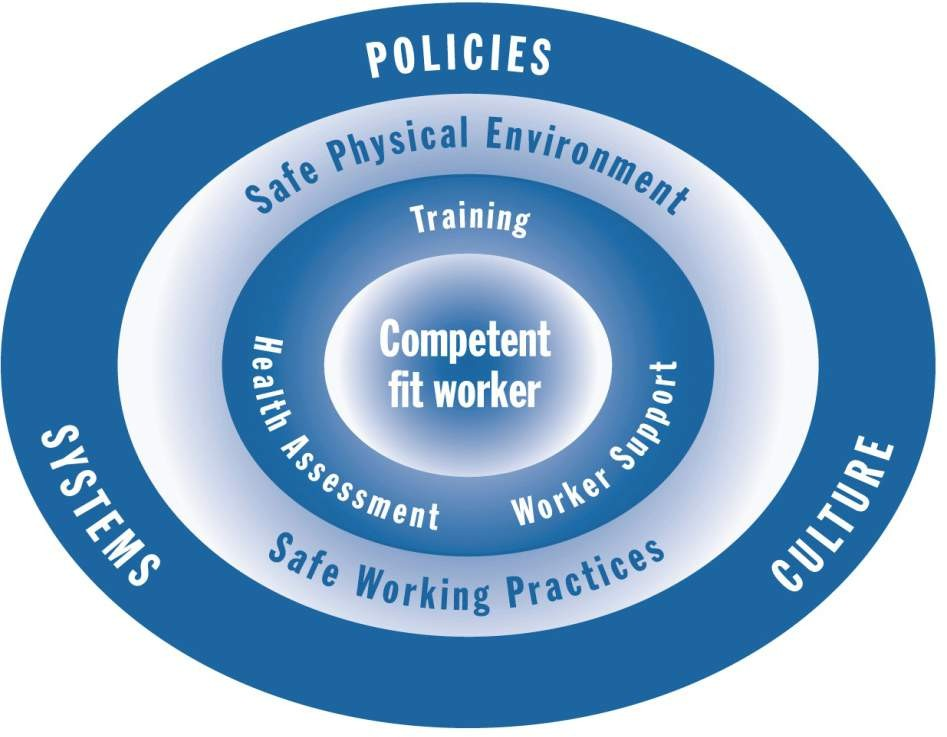 POLICIES
Safe Physical Environment
Training
Competent
fit worker
Health Assessment
Worker Support
Safe Working Practices
SYSTEMS
CULTURE